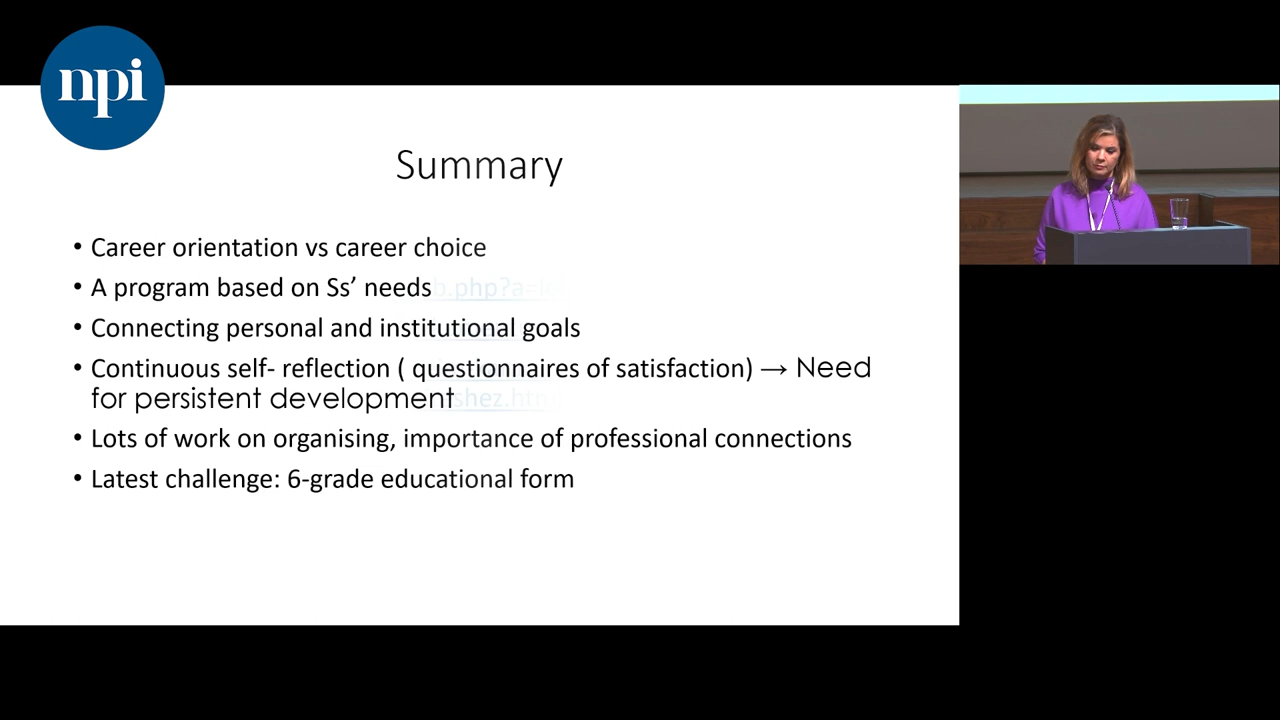 npi
Summary
• Career orientation vs career choice
• A program based on Ss’ needs
• Connecting personal and institutional goals
• Continuous self- reflection ( questionnaires of satisfaction) → Need
for persistent development
• Lots of work on organising, importance of professional connections
• Latest challenge: 6-grade educational form